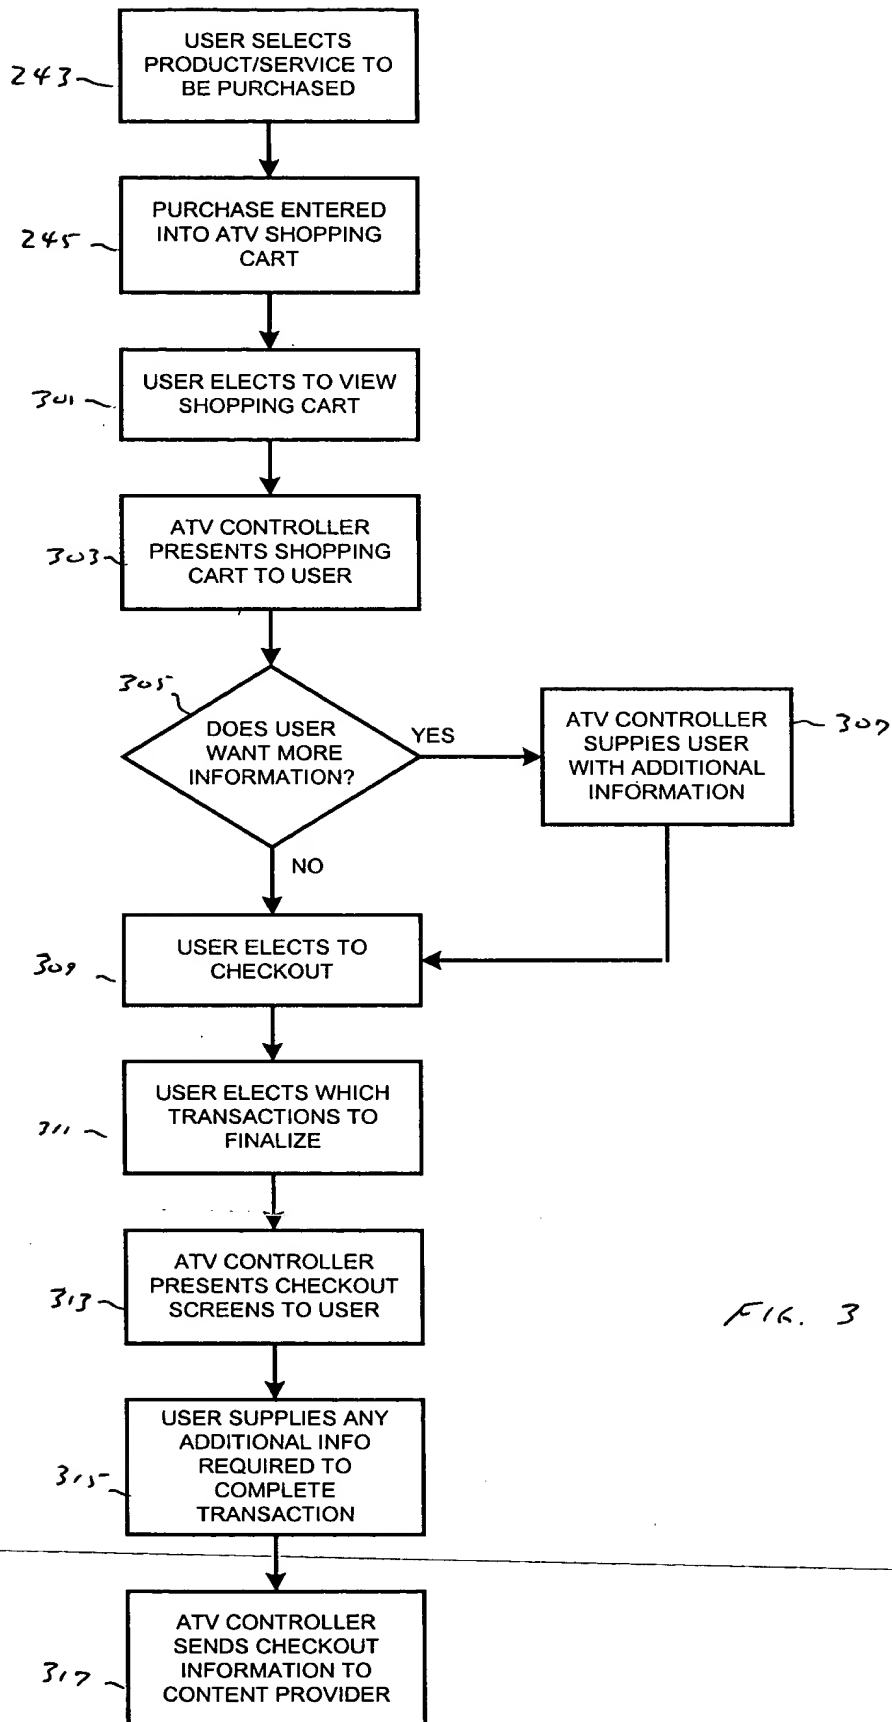 USER SELECTS
PRODUCT/SERVICE TO
BE PURCHASED
243
PURCHASE ENTERED
INTO ATV SHOPPING
CART
245
USER ELECTS TO VIEW
SHOPPING CART
301
ATV CONTROLLER
PRESENTS SHOPPING
CART TO USER
303
305
DOES USER
WANT MORE
INFORMATION?
YES
ATV CONTROLLER
SUPPIES USER
WITH ADDITIONAL
INFORMATION
307
NO
USER ELECTS TO
CHECKOUT
309
USER ELECTS WHICH
TRANSACTIONS TO
FINALIZE
311
ATV CONTROLLER
PRESENTS CHECKOUT
SCREENS TO USER
313
FIG. 3
USER SUPPLIES ANY
ADDITIONAL INFO
REQUIRED TO
COMPLETE
TRANSACTION
315
ATV CONTROLLER
SENDS CHECKOUT
INFORMATION TO
CONTENT PROVIDER
317